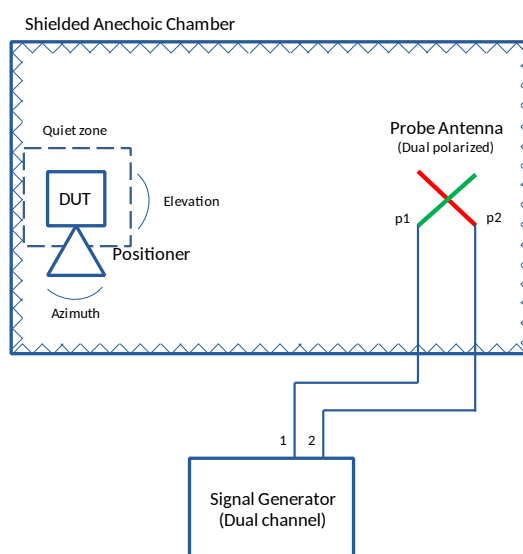 Shielded Anechoic Chamber
Quiet zone
Probe Antenna
(Dual polarized)
DUT
Elevation
p1
p2
Positioner
Azimuth
1
2
Signal Generator
(Dual channel)